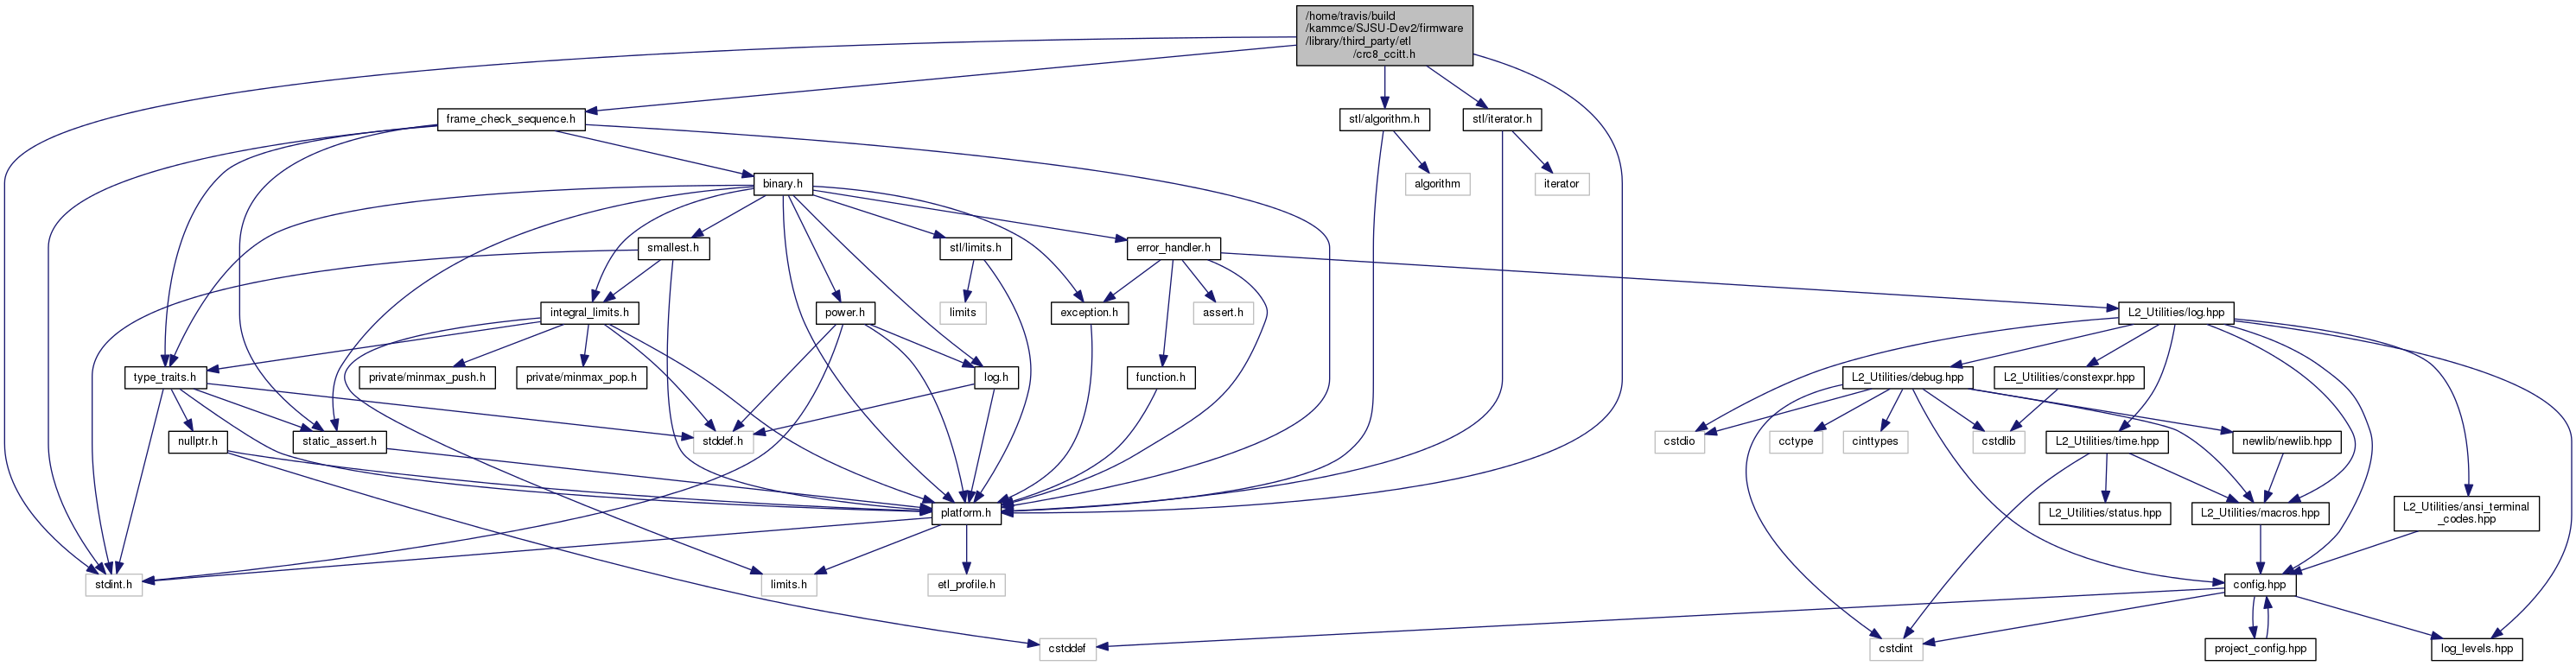 /home/travis/build
/kammce/SJSU-Dev2/firmware
/library/third_party/etl
/crc8_ccitt.h
frame_check_sequence.h
stl/algorithm.h
stl/iterator.h
binary.h
algorithm
iterator
smallest.h
stl/limits.h
error_handler.h
integral_limits.h
power.h
limits
exception.h
assert.h
L2_Utilities/log.hpp
type_traits.h
private/minmax_push.h
private/minmax_pop.h
log.h
function.h
L2_Utilities/debug.hpp
L2_Utilities/constexpr.hpp
nullptr.h
static_assert.h
stddef.h
cstdio
cctype
cinttypes
cstdlib
L2_Utilities/time.hpp
newlib/newlib.hpp
platform.h
L2_Utilities/status.hpp
L2_Utilities/macros.hpp
L2_Utilities/ansi_terminal
_codes.hpp
stdint.h
limits.h
etl_profile.h
config.hpp
cstddef
cstdint
project_config.hpp
log_levels.hpp